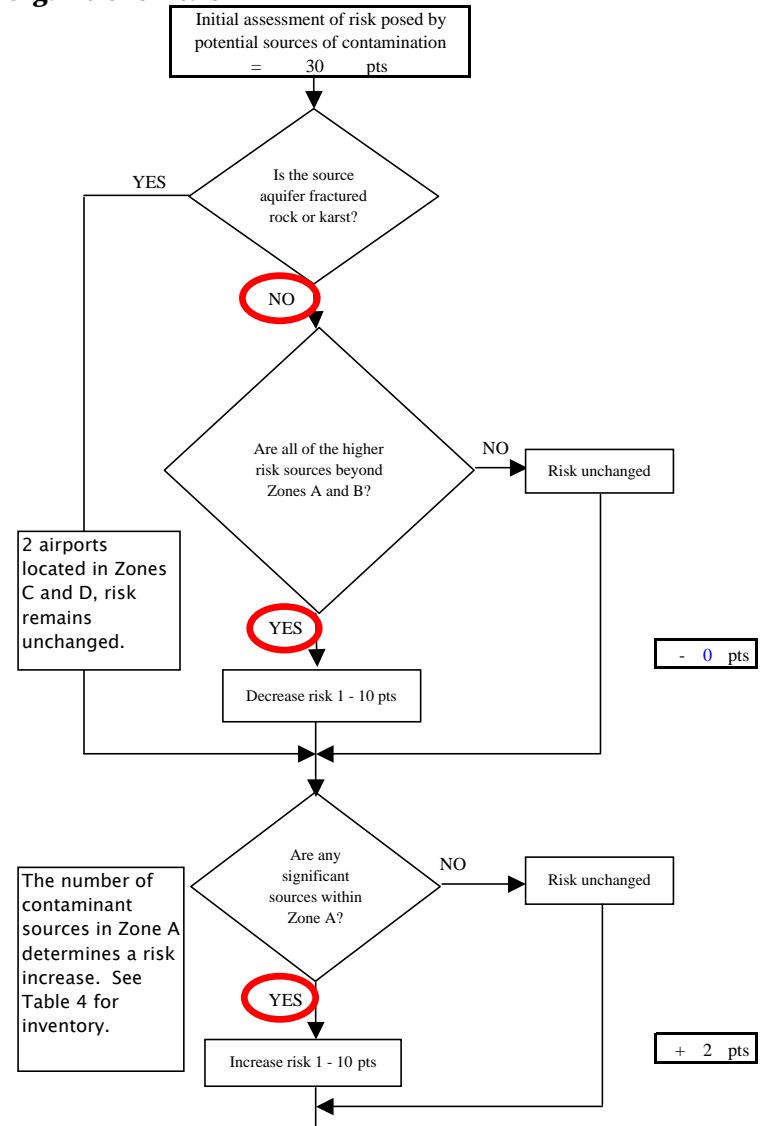 Initial assessment of risk posed by
potential sources of contamination
= 30 pts
Is the source
aquifer fractured
rock or karst?
YES
NO
Are all of the higher
risk sources beyond
Zones A and B?
NO
Risk unchanged
2 airports
located in Zones
C and D, risk
remains
unchanged.
YES
- 0 pts
Decrease risk 1 - 10 pts
Are any
significant
sources within
Zone A?
NO
Risk unchanged
The number of
contaminant
sources in Zone A
determines a risk
increase. See
Table 4 for
inventory.
YES
+ 2 pts
Increase risk 1 - 10 pts